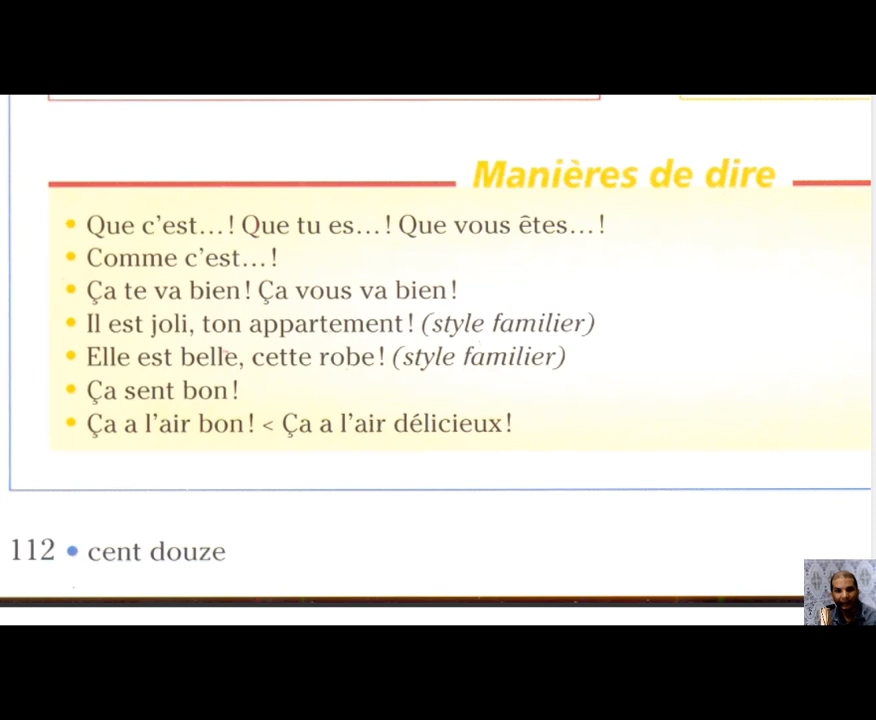 Manières de dire
• Que c'est…! Que tu es…! Que vous êtes…!
• Comme c'est…!
• Ça te va bien! Ça vous va bien!
• Il est joli, ton appartement! (style familier)
• Elle est belle, cette robe! (style familier)
• Ça sent bon!
• Ça a l'air bon! < Ça a l'air délicieux!
112 • cent douze